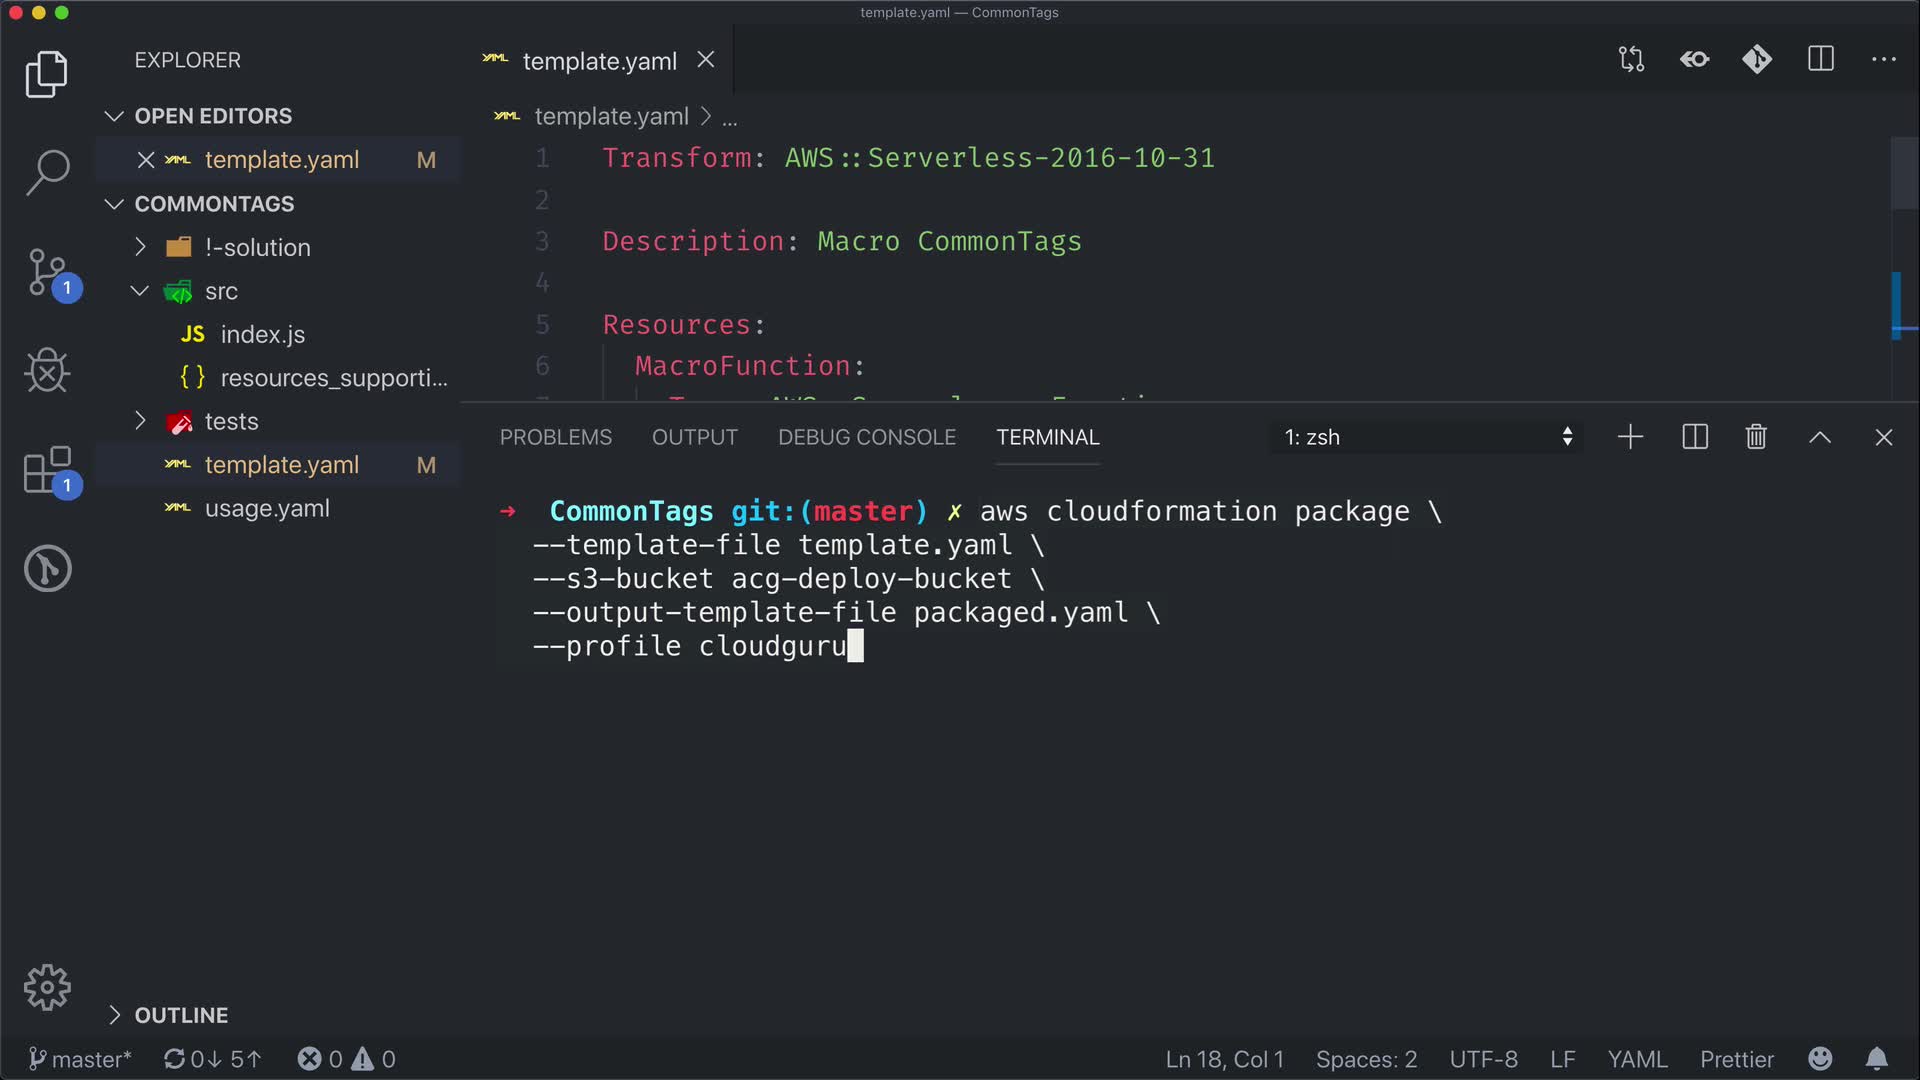 template.yaml — CommonTags
EXPLORER
OPEN EDITORS
template.yaml M
COMMONTAGS
!-solution
src
JS index.js
{ } resources_supporti...
tests
template.yaml M
usage.yaml
OUTLINE
1
1
template.yaml
template.yaml > ...
1 Transform: AWS::Serverless-2016-10-31
2
3 Description: Macro CommonTags
4
5 Resources:
6 MacroFunction:
PROBLEMS OUTPUT DEBUG CONSOLE TERMINAL 1: zsh
➜ CommonTags git:(master) ✗ aws cloudformation package \
--template-file template.yaml \
--s3-bucket acg-deploy-bucket \
--output-template-file packaged.yaml \
--profile cloudguru
master* 0↓ 5↑ 0 0 Ln 18, Col 1 Spaces: 2 UTF-8 LF YAML Prettier